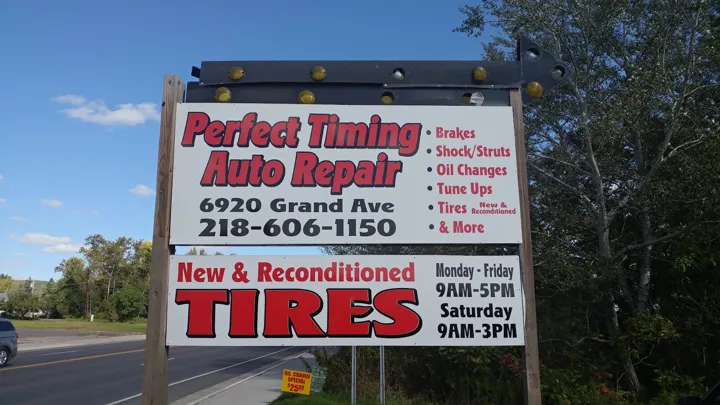 Perfect Timing
Auto Repair
6920 Grand Ave
218-606-1150
• Brakes
• Shock/Struts
• Oil Changes
• Tune Ups
• Tires New & Reconditioned
• & More
New & Reconditioned
TIRES
Monday - Friday
9AM-5PM
Saturday
9AM-3PM
OIL CHANGE
SPECIAL